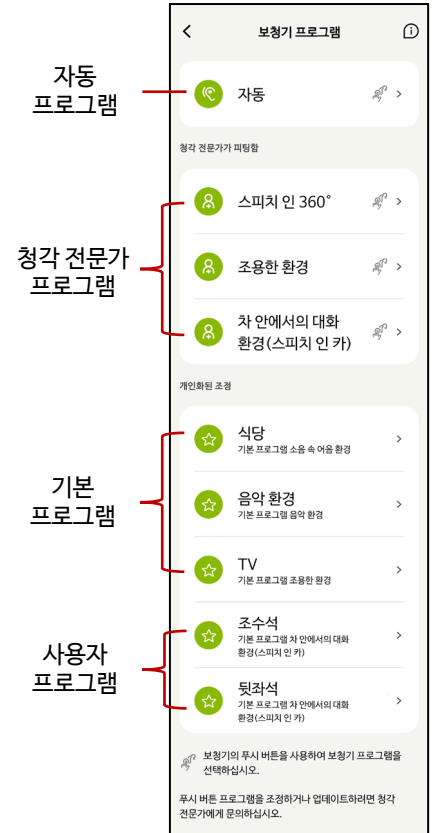 보청기 프로그램
자동
프로그램
자동
청각 전문가가 피팅함
청각 전문가
프로그램
스피치 인 360°
조용한 환경
차 안에서의 대화
환경(스피치 인 카)
개인화된 조정
기본
프로그램
식당
기본 프로그램 소음 속 어음 환경
음악 환경
기본 프로그램 음악 환경
TV
기본 프로그램 조용한 환경
사용자
프로그램
조수석
기본 프로그램 차 안에서의 대화
환경(스피치 인 카)
뒷좌석
기본 프로그램 차 안에서의 대화
환경(스피치 인 카)
보청기의 푸시 버튼을 사용하여 보청기 프로그램을
선택하십시오.
푸시 버튼 프로그램을 조정하거나 업데이트하려면 청각
전문가에게 문의하십시오.